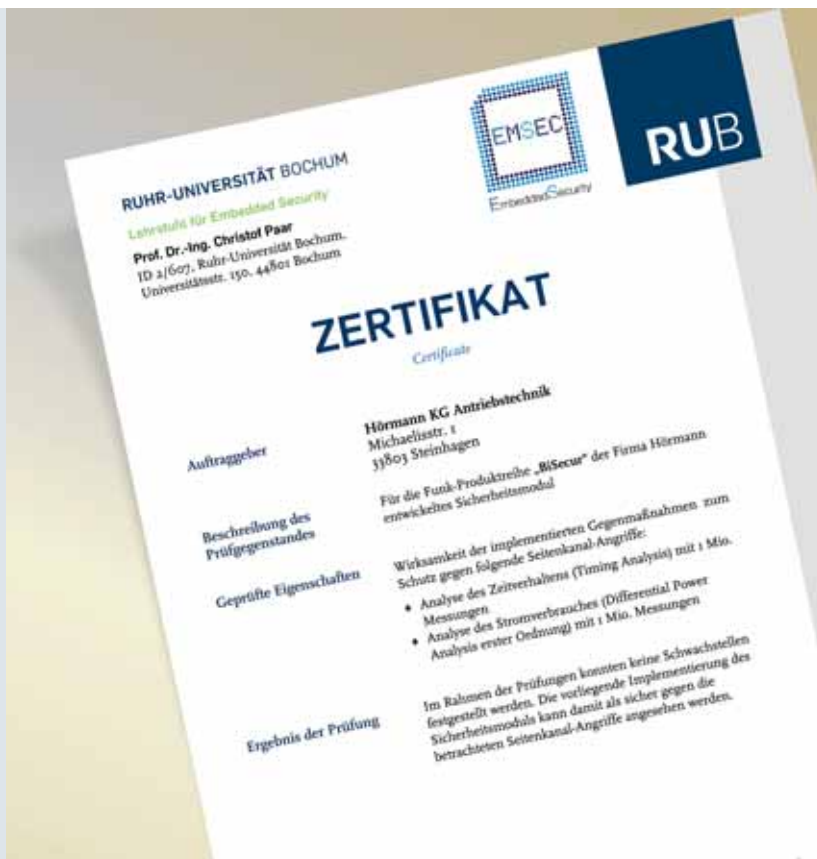 RUHR-UNIVERSITÄT BOCHUM
Lehrstuhl für Embedded Security
Prof. Dr.-Ing. Christof Paar
ID 2/607, Ruhr-Universität Bochum,
Universitätsstr. 150, 44801 Bochum
EMSEC
EmbeddedSecurity
RUB
ZERTIFIKAT
Certificate
Auftraggeber
Hörmann KG Antriebstechnik
Michaelisstr. 1
33803 Steinhagen
Beschreibung des
Prüfgegenstandes
Für die Funk-Produktreihe „BiSecur“ der Firma Hörmann
entwickeltes Sicherheitsmodul
Geprüfte Eigenschaften
Wirksamkeit der implementierten Gegenmaßnahmen zum
Schutz gegen folgende Seitenkanal-Angriffe:
• Analyse des Zeitverhaltens (Timing Analysis) mit 1 Mio.
Messungen
• Analyse des Stromverbrauches (Differential Power
Analysis erster Ordnung) mit 1 Mio. Messungen
Ergebnis der Prüfung
Im Rahmen der Prüfungen konnten keine Schwachstellen
festgestellt werden. Die vorliegende Implementierung des
Sicherheitsmoduls kann damit als sicher gegen die
betrachteten Seitenkanal-Angriffe angesehen werden.